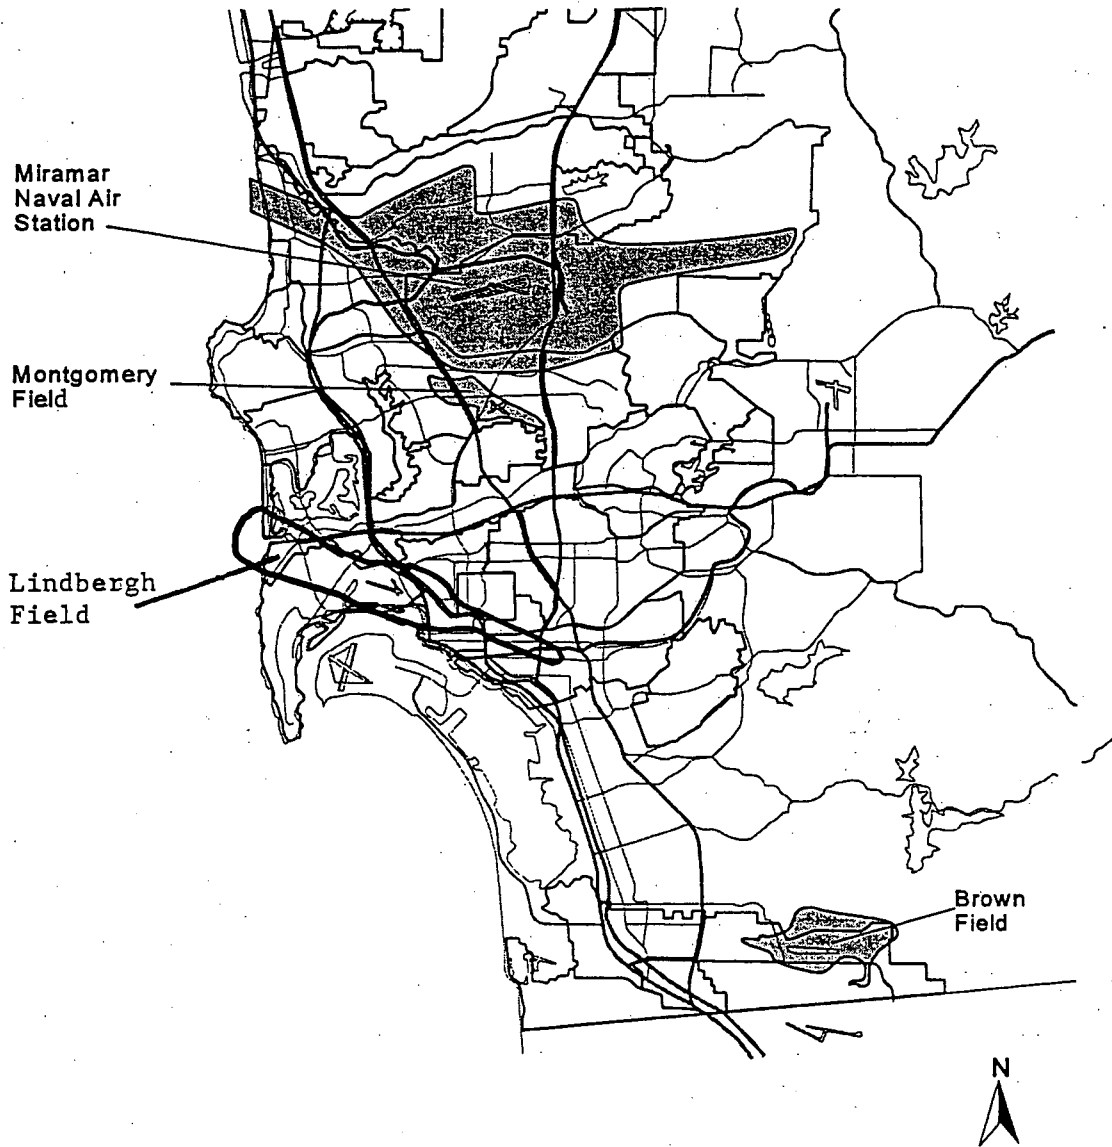 Miramar
Naval Air
Station
Montgomery
Field
Lindbergh
Field
Brown
Field
N